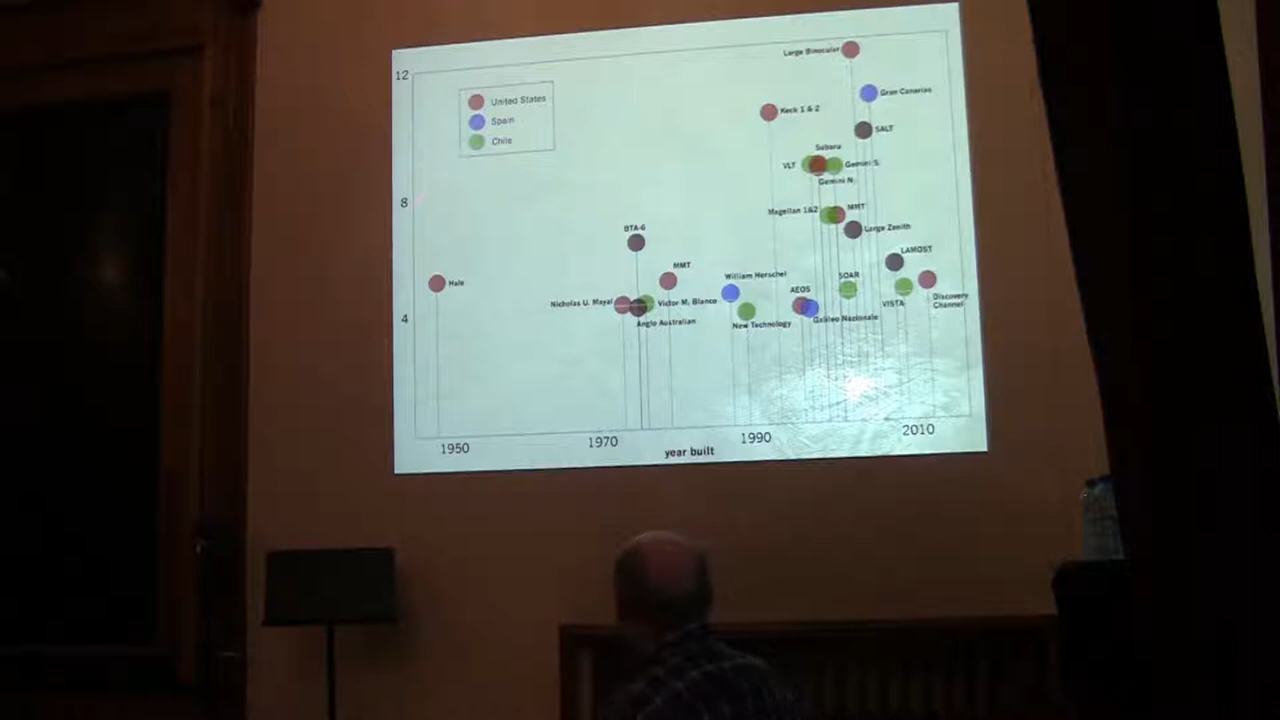 12
Large Binocular
United States
Spain
Chile
Gran Canarias
Keck 1 & 2
SALT
Subaru
VLT
Gemini S.
Gemini N.
8
Magellan 1&2
MMT
BTA-6
Large Zenith
LAMOST
MMT
William Herschel
SOAR
Hale
AEOS
Nicholas U. Mayal
Victor M. Blanco
VISTA
Discovery
Channel
4
Anglo Australian
New Technology
Galileo Nazionale
1950
1970
1990
2010
year built